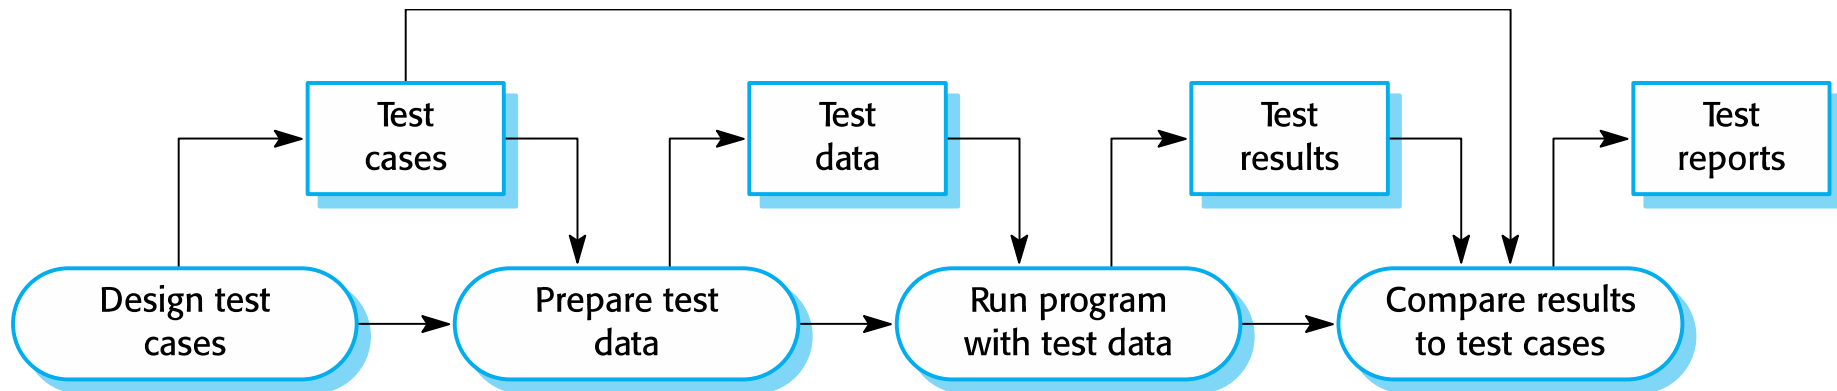 Test
cases
Test
data
Test
results
Test
reports
Design test
cases
Prepare test
data
Run program
with test data
Compare results
to test cases